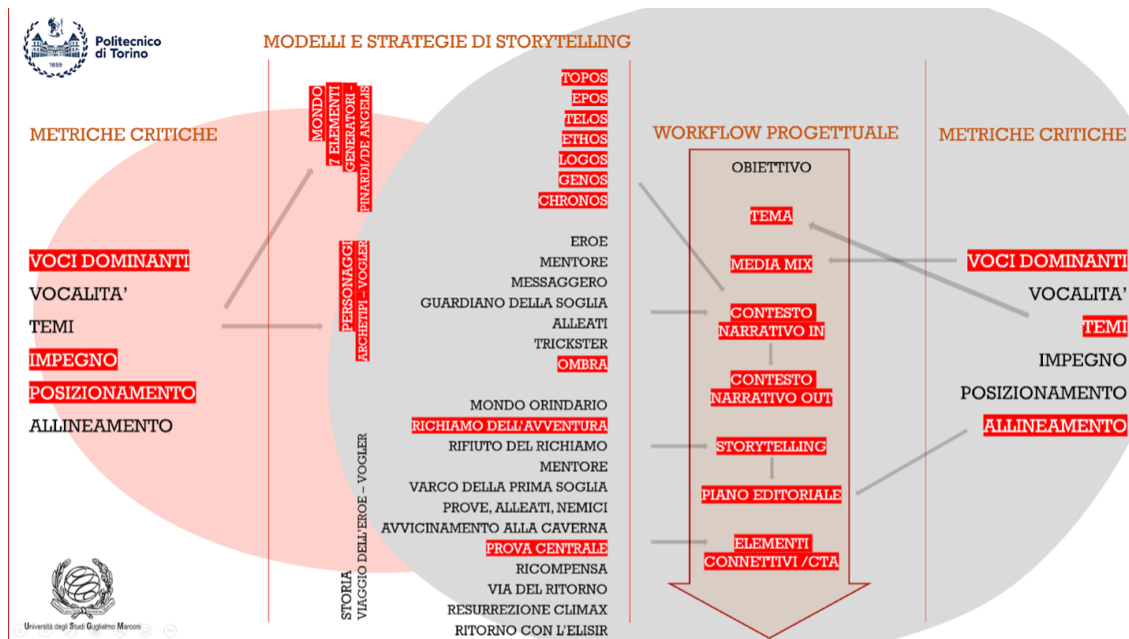 Politecnico
di Torino
1859
MODELLI E STRATEGIE DI STORYTELLING
METRICHE CRITICHE
VOCI DOMINANTI
VOCALITA’
TEMI
IMPEGNO
POSIZIONAMENTO
ALLINEAMENTO
MONDO
7 ELEMENTI
GENERATORI -
PINARDI/DE ANGELIS
TOPOS
EPOS
TELOS
ETHOS
LOGOS
GENOS
CHRONOS
PERSONAGGI
ARCHETIPI – VOGLER
EROE
MENTORE
MESSAGGERO
GUARDIANO DELLA SOGLIA
ALLEATI
TRICKSTER
OMBRA
STORIA
VIAGGIO DELL’EROE – VOGLER
MONDO ORINDARIO
RICHIAMO DELL’AVVENTURA
RIFIUTO DEL RICHIAMO
MENTORE
VARCO DELLA PRIMA SOGLIA
PROVE, ALLEATI, NEMICI
AVVICINAMENTO ALLA CAVERNA
PROVA CENTRALE
RICOMPENSA
VIA DEL RITORNO
RESURREZIONE CLIMAX
RITORNO CON L’ELISIR
WORKFLOW PROGETTUALE
OBIETTIVO
TEMA
MEDIA MIX
CONTESTO
NARRATIVO IN
CONTESTO
NARRATIVO OUT
STORYTELLING
PIANO EDITORIALE
ELEMENTI
CONNETTIVI /CTA
METRICHE CRITICHE
VOCI DOMINANTI
VOCALITA’
TEMI
IMPEGNO
POSIZIONAMENTO
ALLINEAMENTO
Università degli Studi Guglielmo Marconi